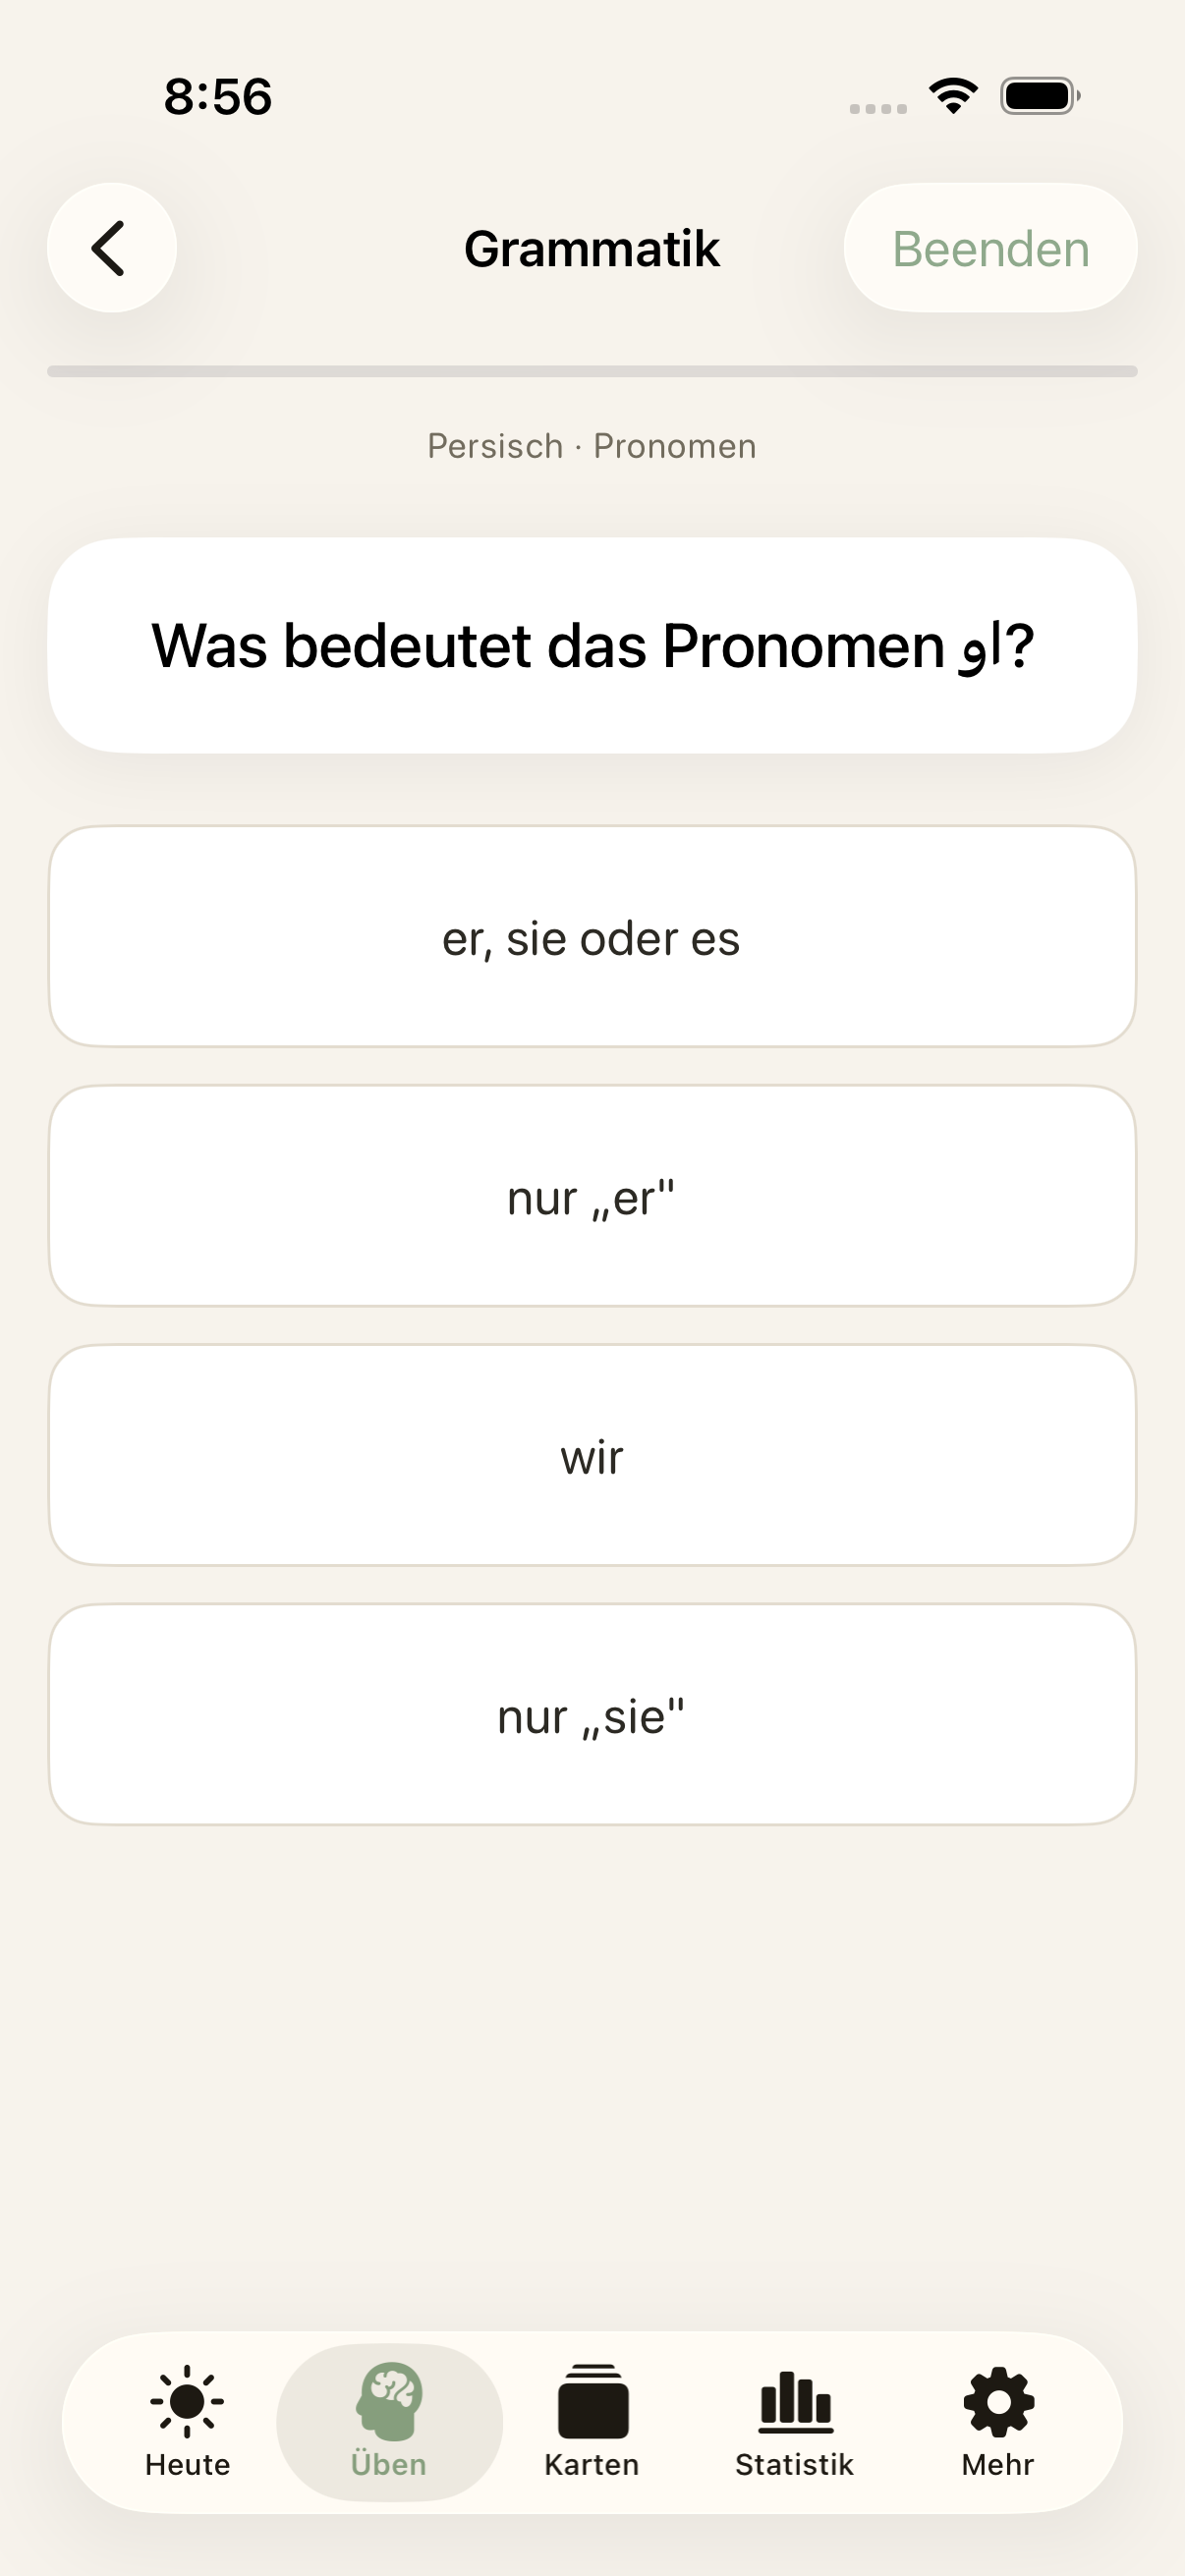 8:56
Grammatik
Beenden
Persisch · Pronomen
Was bedeutet das Pronomen او?
er, sie oder es
nur „er"
wir
nur „sie"
Heute
Üben
Karten
Statistik
Mehr